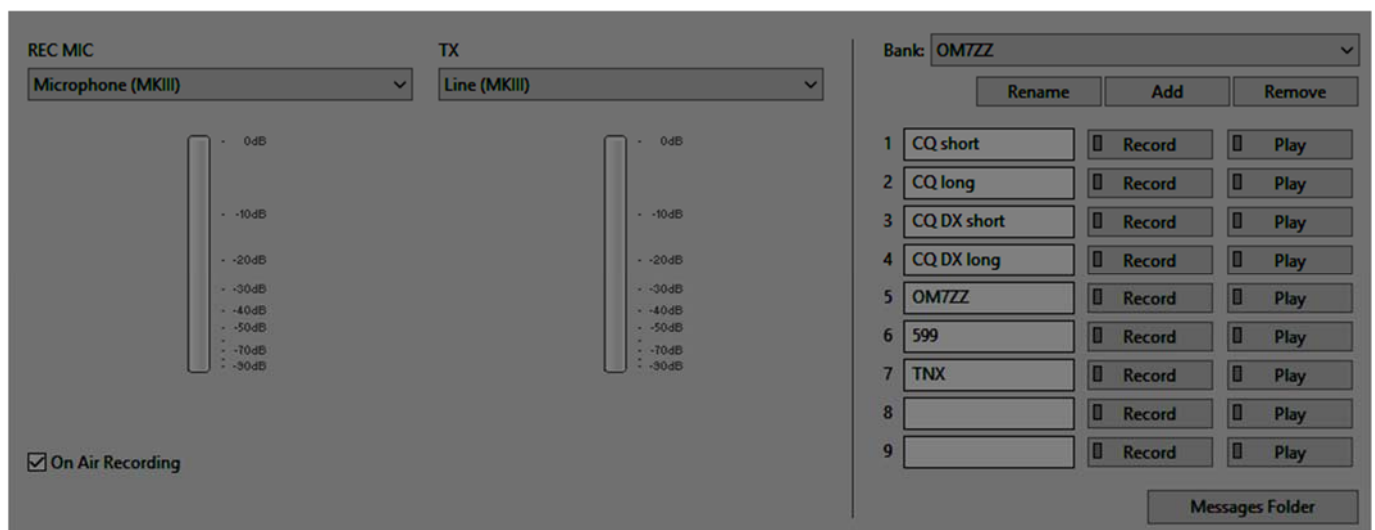 REC MIC
Microphone (MKIII)
0dB
-10dB
-20dB
-30dB
-40dB
-50dB
-70dB
-90dB
On Air Recording
TX
Line (MKIII)
0dB
-10dB
-20dB
-30dB
-40dB
-50dB
-70dB
-90dB
Bank: OM7ZZ
Rename Add Remove
1 CQ short Record Play
2 CQ long Record Play
3 CQ DX short Record Play
4 CQ DX long Record Play
5 OM7ZZ Record Play
6 599 Record Play
7 TNX Record Play
8 Record Play
9 Record Play
Messages Folder